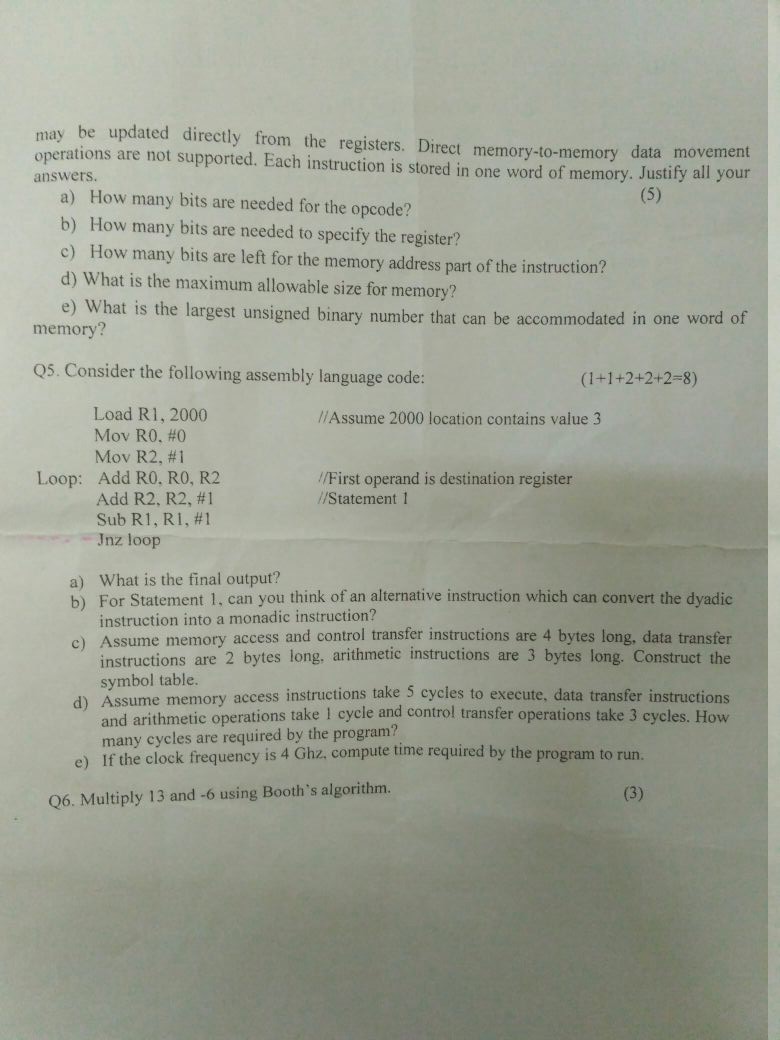 may be updated directly from the registers. Direct memory-to-memory data movement
operations are not supported. Each instruction is stored in one word of memory. Justify all your
answers. (5)
a) How many bits are needed for the opcode?
b) How many bits are needed to specify the register?
c) How many bits are left for the memory address part of the instruction?
d) What is the maximum allowable size for memory?
e) What is the largest unsigned binary number that can be accommodated in one word of
memory?
Q5. Consider the following assembly language code: (1+1+2+2+2=8)
Load R1, 2000 //Assume 2000 location contains value 3
Mov R0, #0
Mov R2, #1
Loop: Add R0, R0, R2 //First operand is destination register
Add R2, R2, #1 //Statement 1
Sub R1, R1, #1
Jnz loop
a) What is the final output?
b) For Statement 1, can you think of an alternative instruction which can convert the dyadic
instruction into a monadic instruction?
c) Assume memory access and control transfer instructions are 4 bytes long, data transfer
instructions are 2 bytes long, arithmetic instructions are 3 bytes long. Construct the
symbol table.
d) Assume memory access instructions take 5 cycles to execute, data transfer instructions
and arithmetic operations take 1 cycle and control transfer operations take 3 cycles. How
many cycles are required by the program?
e) If the clock frequency is 4 Ghz, compute time required by the program to run.
Q6. Multiply 13 and -6 using Booth's algorithm. (3)